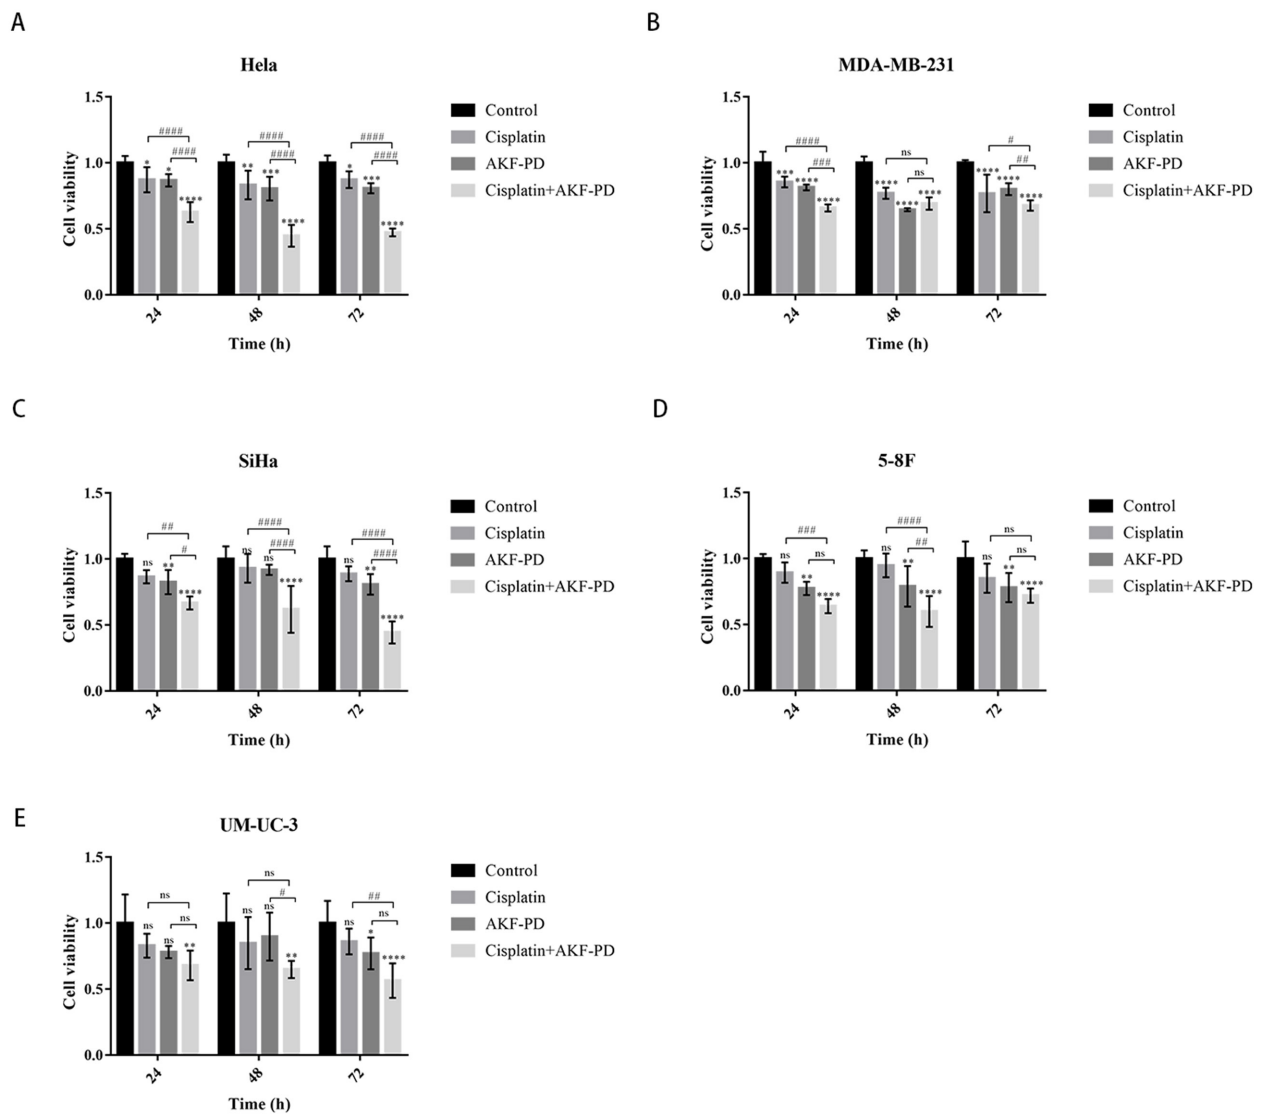 A
Hela
Cell viability
1.5
1.0
0.5
0.0
####
####
* * ****
####
####
** *** ****
####
####
* *** ****
24 48 72
Time (h)
Control
Cisplatin
AKF-PD
Cisplatin+AKF-PD
B
MDA-MB-231
Cell viability
1.5
1.0
0.5
0.0
####
###
*** **** ****
ns
ns
**** **** ****
#
##
**** **** ****
24 48 72
Time (h)
Control
Cisplatin
AKF-PD
Cisplatin+AKF-PD
C
SiHa
Cell viability
1.5
1.0
0.5
0.0
##
#
ns ** ****
####
####
ns ns ****
####
####
ns ** ****
24 48 72
Time (h)
Control
Cisplatin
AKF-PD
Cisplatin+AKF-PD
D
5-8F
Cell viability
1.5
1.0
0.5
0.0
###
ns
ns ** ****
####
##
ns ** ****
ns
ns
ns ** ****
24 48 72
Time (h)
Control
Cisplatin
AKF-PD
Cisplatin+AKF-PD
E
UM-UC-3
Cell viability
1.5
1.0
0.5
0.0
ns
ns
ns ns **
ns
#
ns ns **
##
ns
ns * ****
24 48 72
Time (h)
Control
Cisplatin
AKF-PD
Cisplatin+AKF-PD